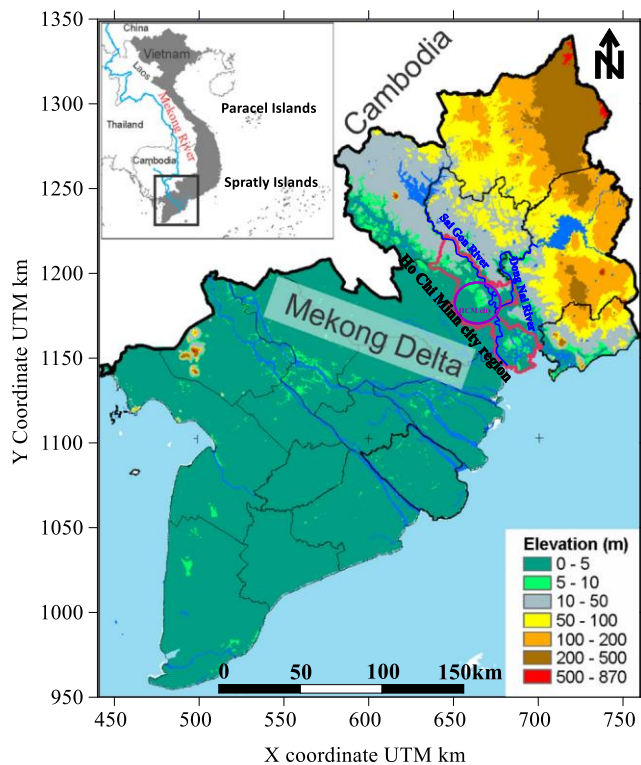 1350
1300
1250
1200
1150
1100
1050
1000
950
Y Coordinate UTM km
China
Vietnam
Laos
Mekong River
Thailand
Cambodia
Paracel Islands
Spratly Islands
Cambodia
N
Sai Gon River
Dong Nai River
HCM city
Ho Chi Minn city region
Mekong Delta
Elevation (m)
0 - 5
5 - 10
10 - 50
50 - 100
100 - 200
200 - 500
500 - 870
0 50 100 150km
450 500 550 600 650 700 750
X coordinate UTM km